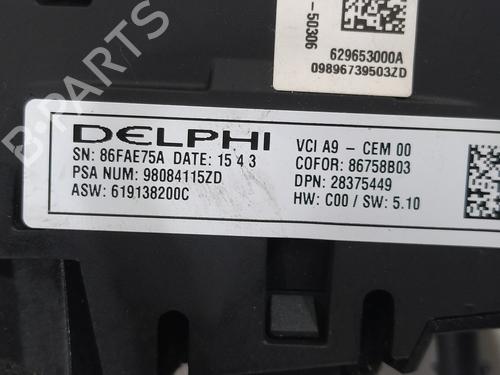 -50306
629653000A
09896739503ZD
DELPHI
SN: 86FAE75A DATE: 15 4 3
PSA NUM: 98084115ZD
ASW: 619138200C
VCI A9 - CEM 00
COFOR: 86758B03
DPN: 28375449
HW: C00 / SW: 5.10
B-PARTS